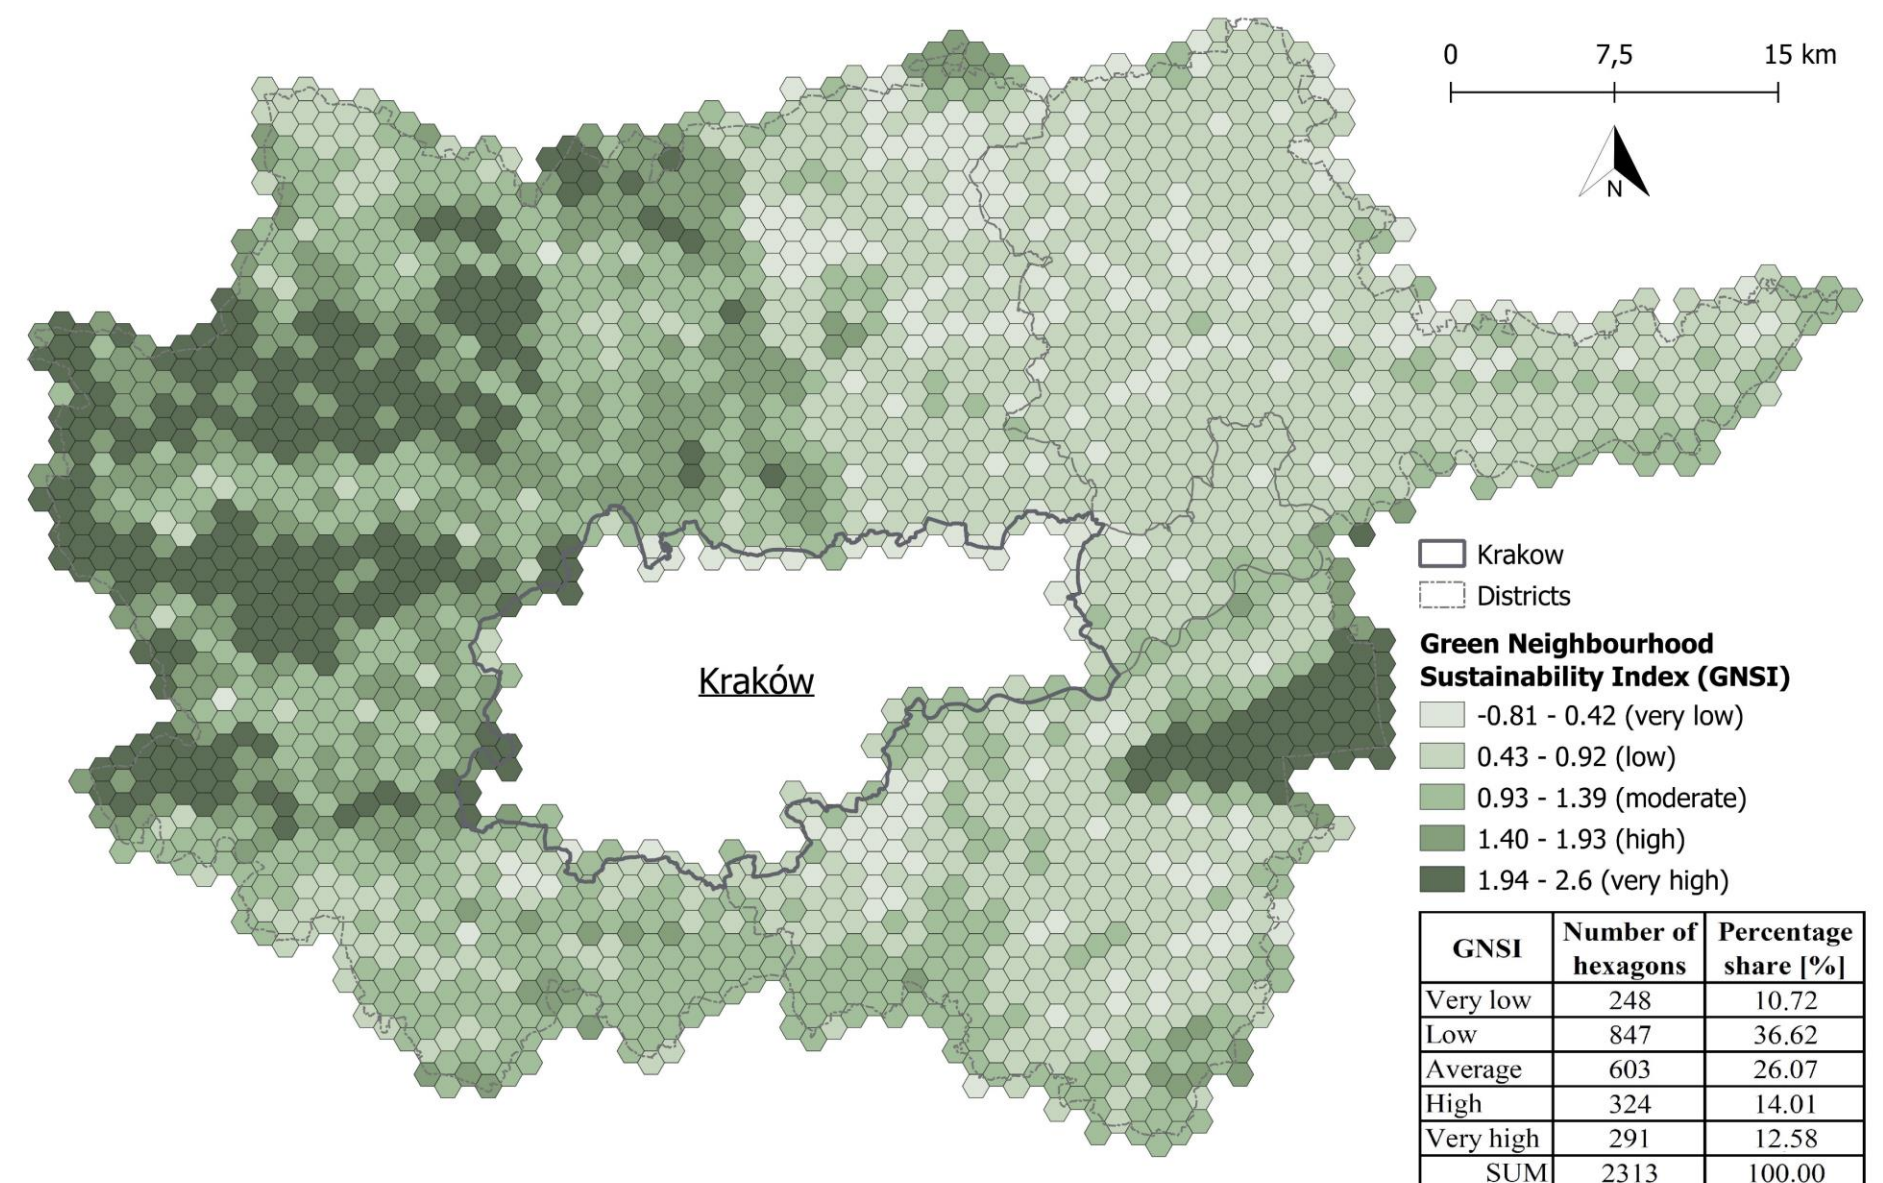 0 7,5 15 km
N
Kraków
Krakow
Districts
Green Neighbourhood
Sustainability Index (GNSI)
-0.81 - 0.42 (very low)
0.43 - 0.92 (low)
0.93 - 1.39 (moderate)
1.40 - 1.93 (high)
1.94 - 2.6 (very high)
GNSI Number of hexagons Percentage share [%]
Very low 248 10.72
Low 847 36.62
Average 603 26.07
High 324 14.01
Very high 291 12.58
SUM 2313 100.00